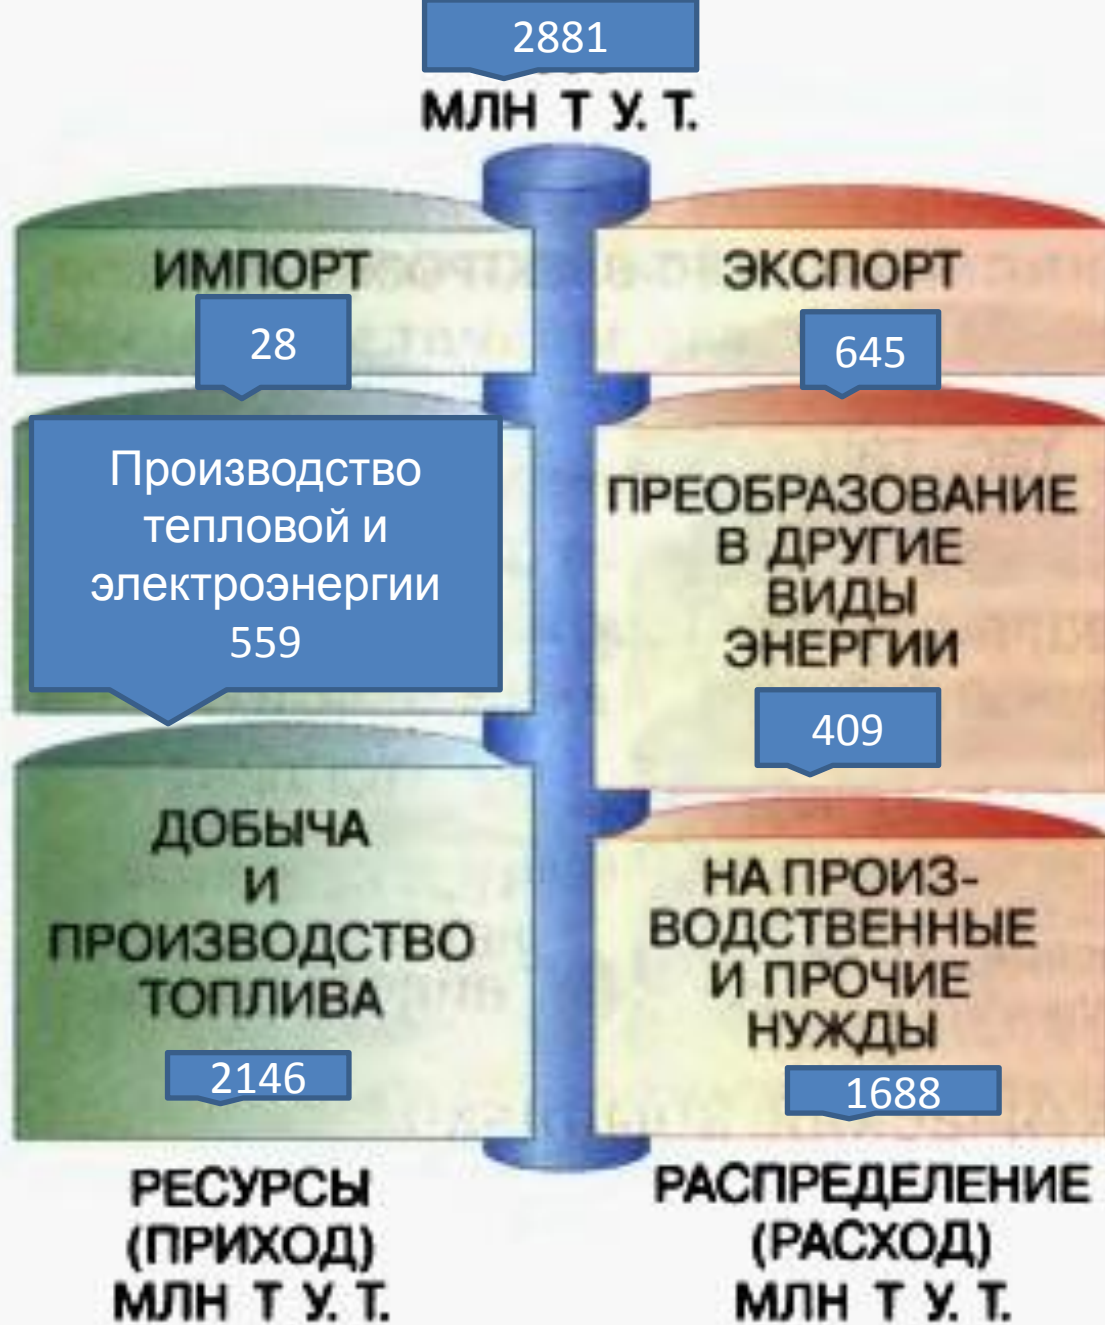 2881
МЛН Т У. Т.
ИМПОРТ
28
Производство
тепловой и
электроэнергии
559
ДОБЫЧА
И
ПРОИЗВОДСТВО
ТОПЛИВА
2146
РЕСУРСЫ
(ПРИХОД)
МЛН Т У. Т.
ЭКСПОРТ
645
ПРЕОБРАЗОВАНИЕ
В ДРУГИЕ
ВИДЫ
ЭНЕРГИИ
409
НА ПРОИЗ-
ВОДСТВЕННЫЕ
И ПРОЧИЕ
НУЖДЫ
1688
РАСПРЕДЕЛЕНИЕ
(РАСХОД)
МЛН Т У. Т.